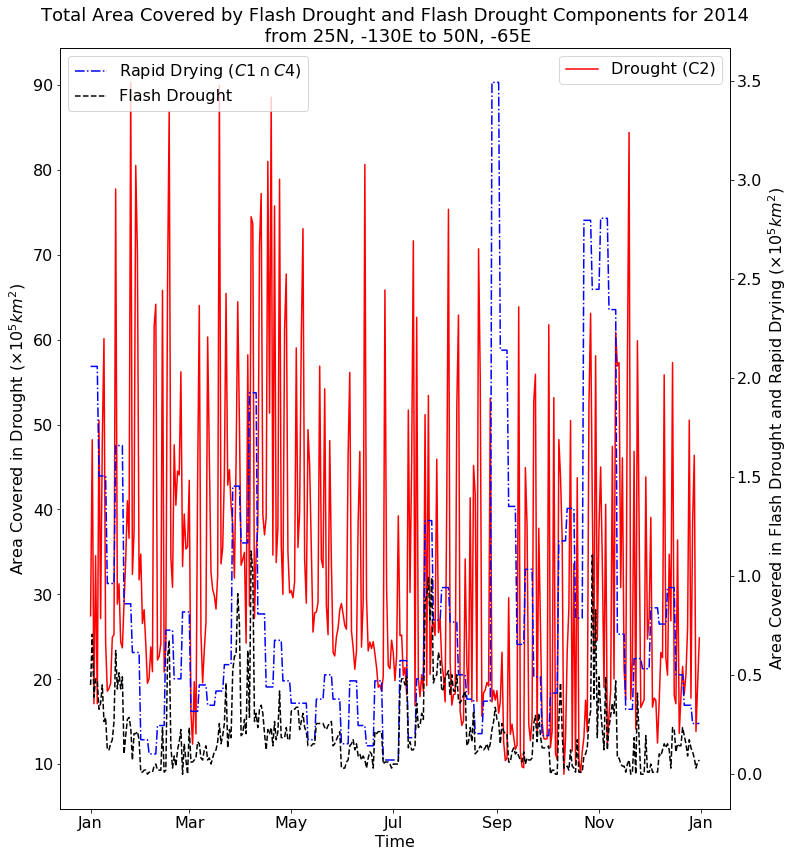 Total Area Covered by Flash Drought and Flash Drought Components for 2014
from 25N, -130E to 50N, -65E
Rapid Drying (C1 ∩ C4)
Flash Drought
Drought (C2)
Area Covered in Drought (×10⁵km²)
90
80
70
60
50
40
30
20
10
3.5
3.0
2.5
2.0
1.5
1.0
0.5
0.0
Area Covered in Flash Drought and Rapid Drying (×10⁵km²)
Jan Mar May Jul Sep Nov Jan
Time